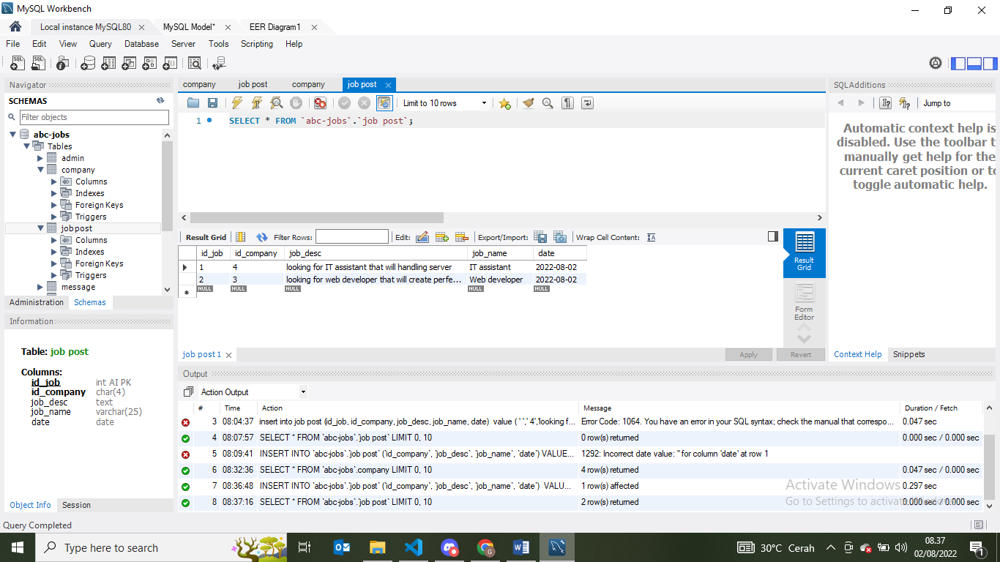 MySQL Workbench
Local instance MySQL80
MySQL Model*
EER Diagram1
File Edit View Query Database Server Tools Scripting Help
Navigator
SCHEMAS
Filter objects
abc-jobs
Tables
admin
company
Columns
Indexes
Foreign Keys
Triggers
job post
Columns
Indexes
Foreign Keys
Triggers
message
Administration Schemas
Information
Table: job post
Columns:
id_job int AI PK
id_company char(4)
job_desc text
job_name varchar(25)
date date
Object Info Session
company job post company job post
Limit to 10 rows
1 SELECT * FROM `abc-jobs`.`job post`;
Result Grid Filter Rows: Edit: Export/Import: Wrap Cell Content:
id_job id_company job_desc job_name date
1 4 looking for IT assistant that will handling server IT assistant 2022-08-02
2 3 looking for web developer that will create perfe... Web developer 2022-08-02
NULL NULL NULL NULL NULL
Result Grid
Form Editor
job post 1
Apply Revert
SQLAdditions
Jump to
Automatic context help is
disabled. Use the toolbar t
manually get help for the
current caret position or to
toggle automatic help.
Context Help Snippets
Output
Action Output
# Time Action Message Duration / Fetch
3 08:04:37 insert into job post (id_job, id_company, job_desc, job_name, date) value ( ' ',' 4','looking f... Error Code: 1064. You have an error in your SQL syntax; check the manual that correspo... 0.047 sec
4 08:07:57 SELECT * FROM `abc-jobs`.`job post` LIMIT 0, 10 0 row(s) returned 0.000 sec / 0.000 sec
5 08:09:41 INSERT INTO `abc-jobs`.`job post` (`id_company`, `job_desc`, `job_name`, `date`) VALUE... 1292: Incorrect date value: '' for column 'date' at row 1
6 08:32:36 SELECT * FROM `abc-jobs`.company LIMIT 0, 10 4 row(s) returned 0.047 sec / 0.000 sec
7 08:36:48 INSERT INTO `abc-jobs`.`job post` (`id_company`, `job_desc`, `job_name`, `date`) VALU... 1 row(s) affected 0.297 sec
8 08:37:16 SELECT * FROM `abc-jobs`.`job post` LIMIT 0, 10 2 row(s) returned 0.000 sec / 0.000 sec
Activate Windows
Go to Settings to activate Windows.
Query Completed
Type here to search
30°C Cerah
08.37
02/08/2022
1